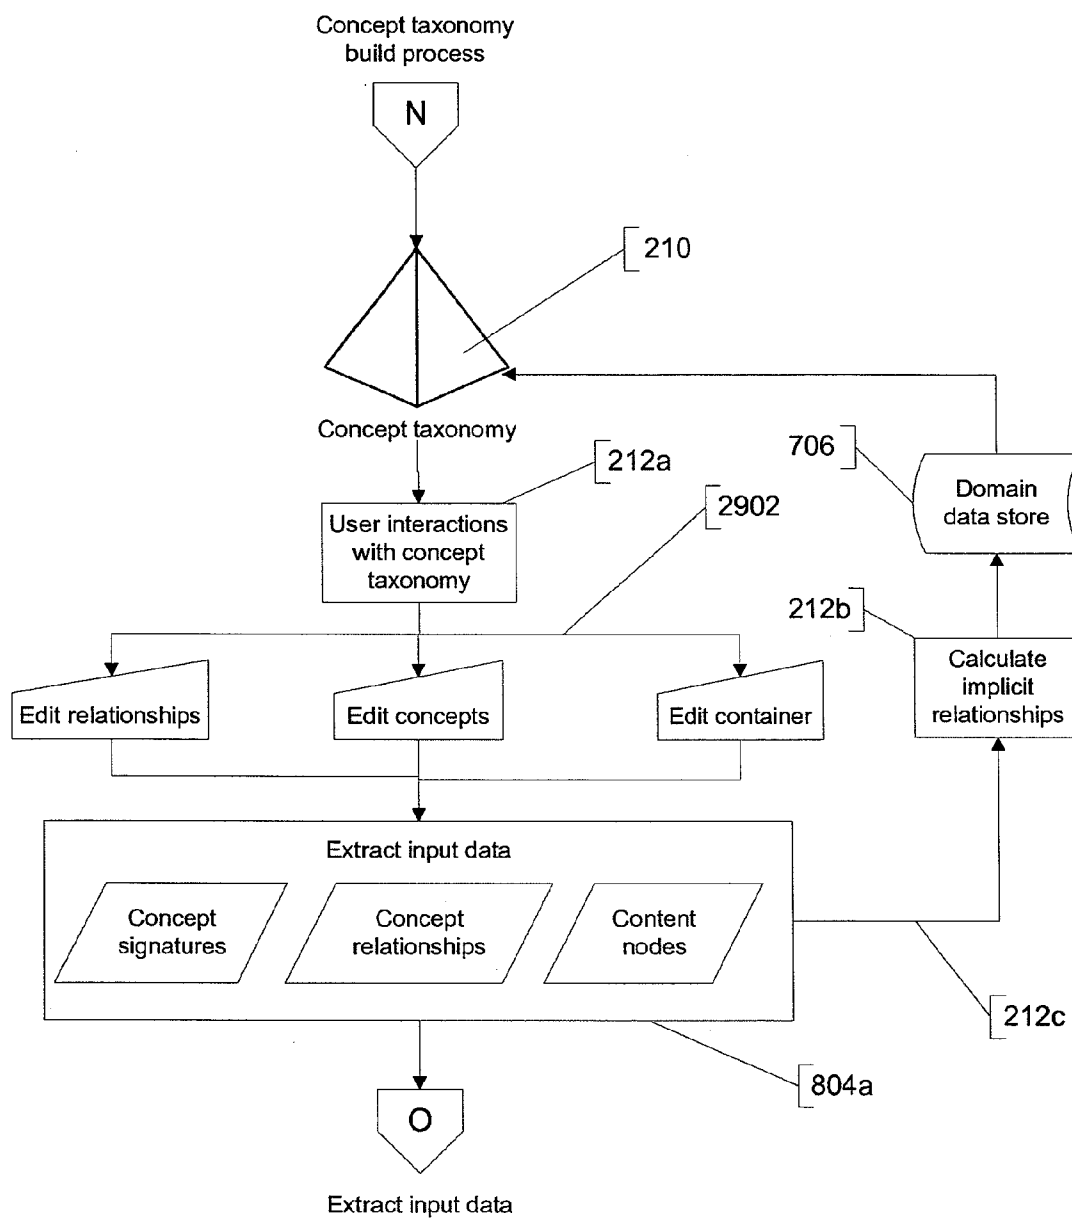 Concept taxonomy
build process
N
210
Concept taxonomy
212a
706
2902
Domain
data store
User interactions
with concept
taxonomy
212b
Calculate
implicit
relationships
Edit relationships
Edit concepts
Edit container
Extract input data
Concept
signatures
Concept
relationships
Content
nodes
212c
804a
O
Extract input data